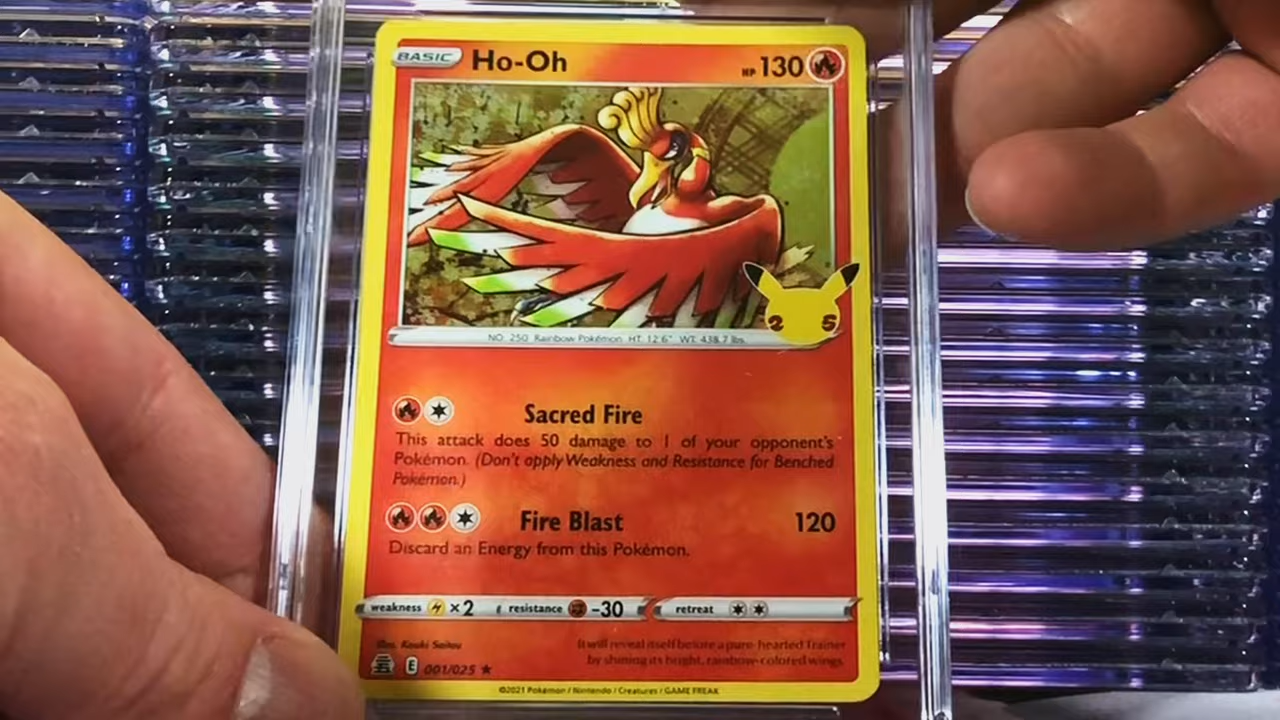 BASIC Ho-Oh HP 130
NO. 250 Rainbow Pokémon HT: 12'6" WT: 438.7 lbs.
25
Sacred Fire
This attack does 50 damage to 1 of your opponent's
Pokémon. (Don't apply Weakness and Resistance for Benched
Pokémon.)
Fire Blast 120
Discard an Energy from this Pokémon.
weakness ×2 resistance -30 retreat
Illus. Kouki Saitou
It will reveal itself before a pure-hearted Trainer
by shining its bright, rainbow-colored wings.
E 001/025
©2021 Pokémon / Nintendo / Creatures / GAME FREAK